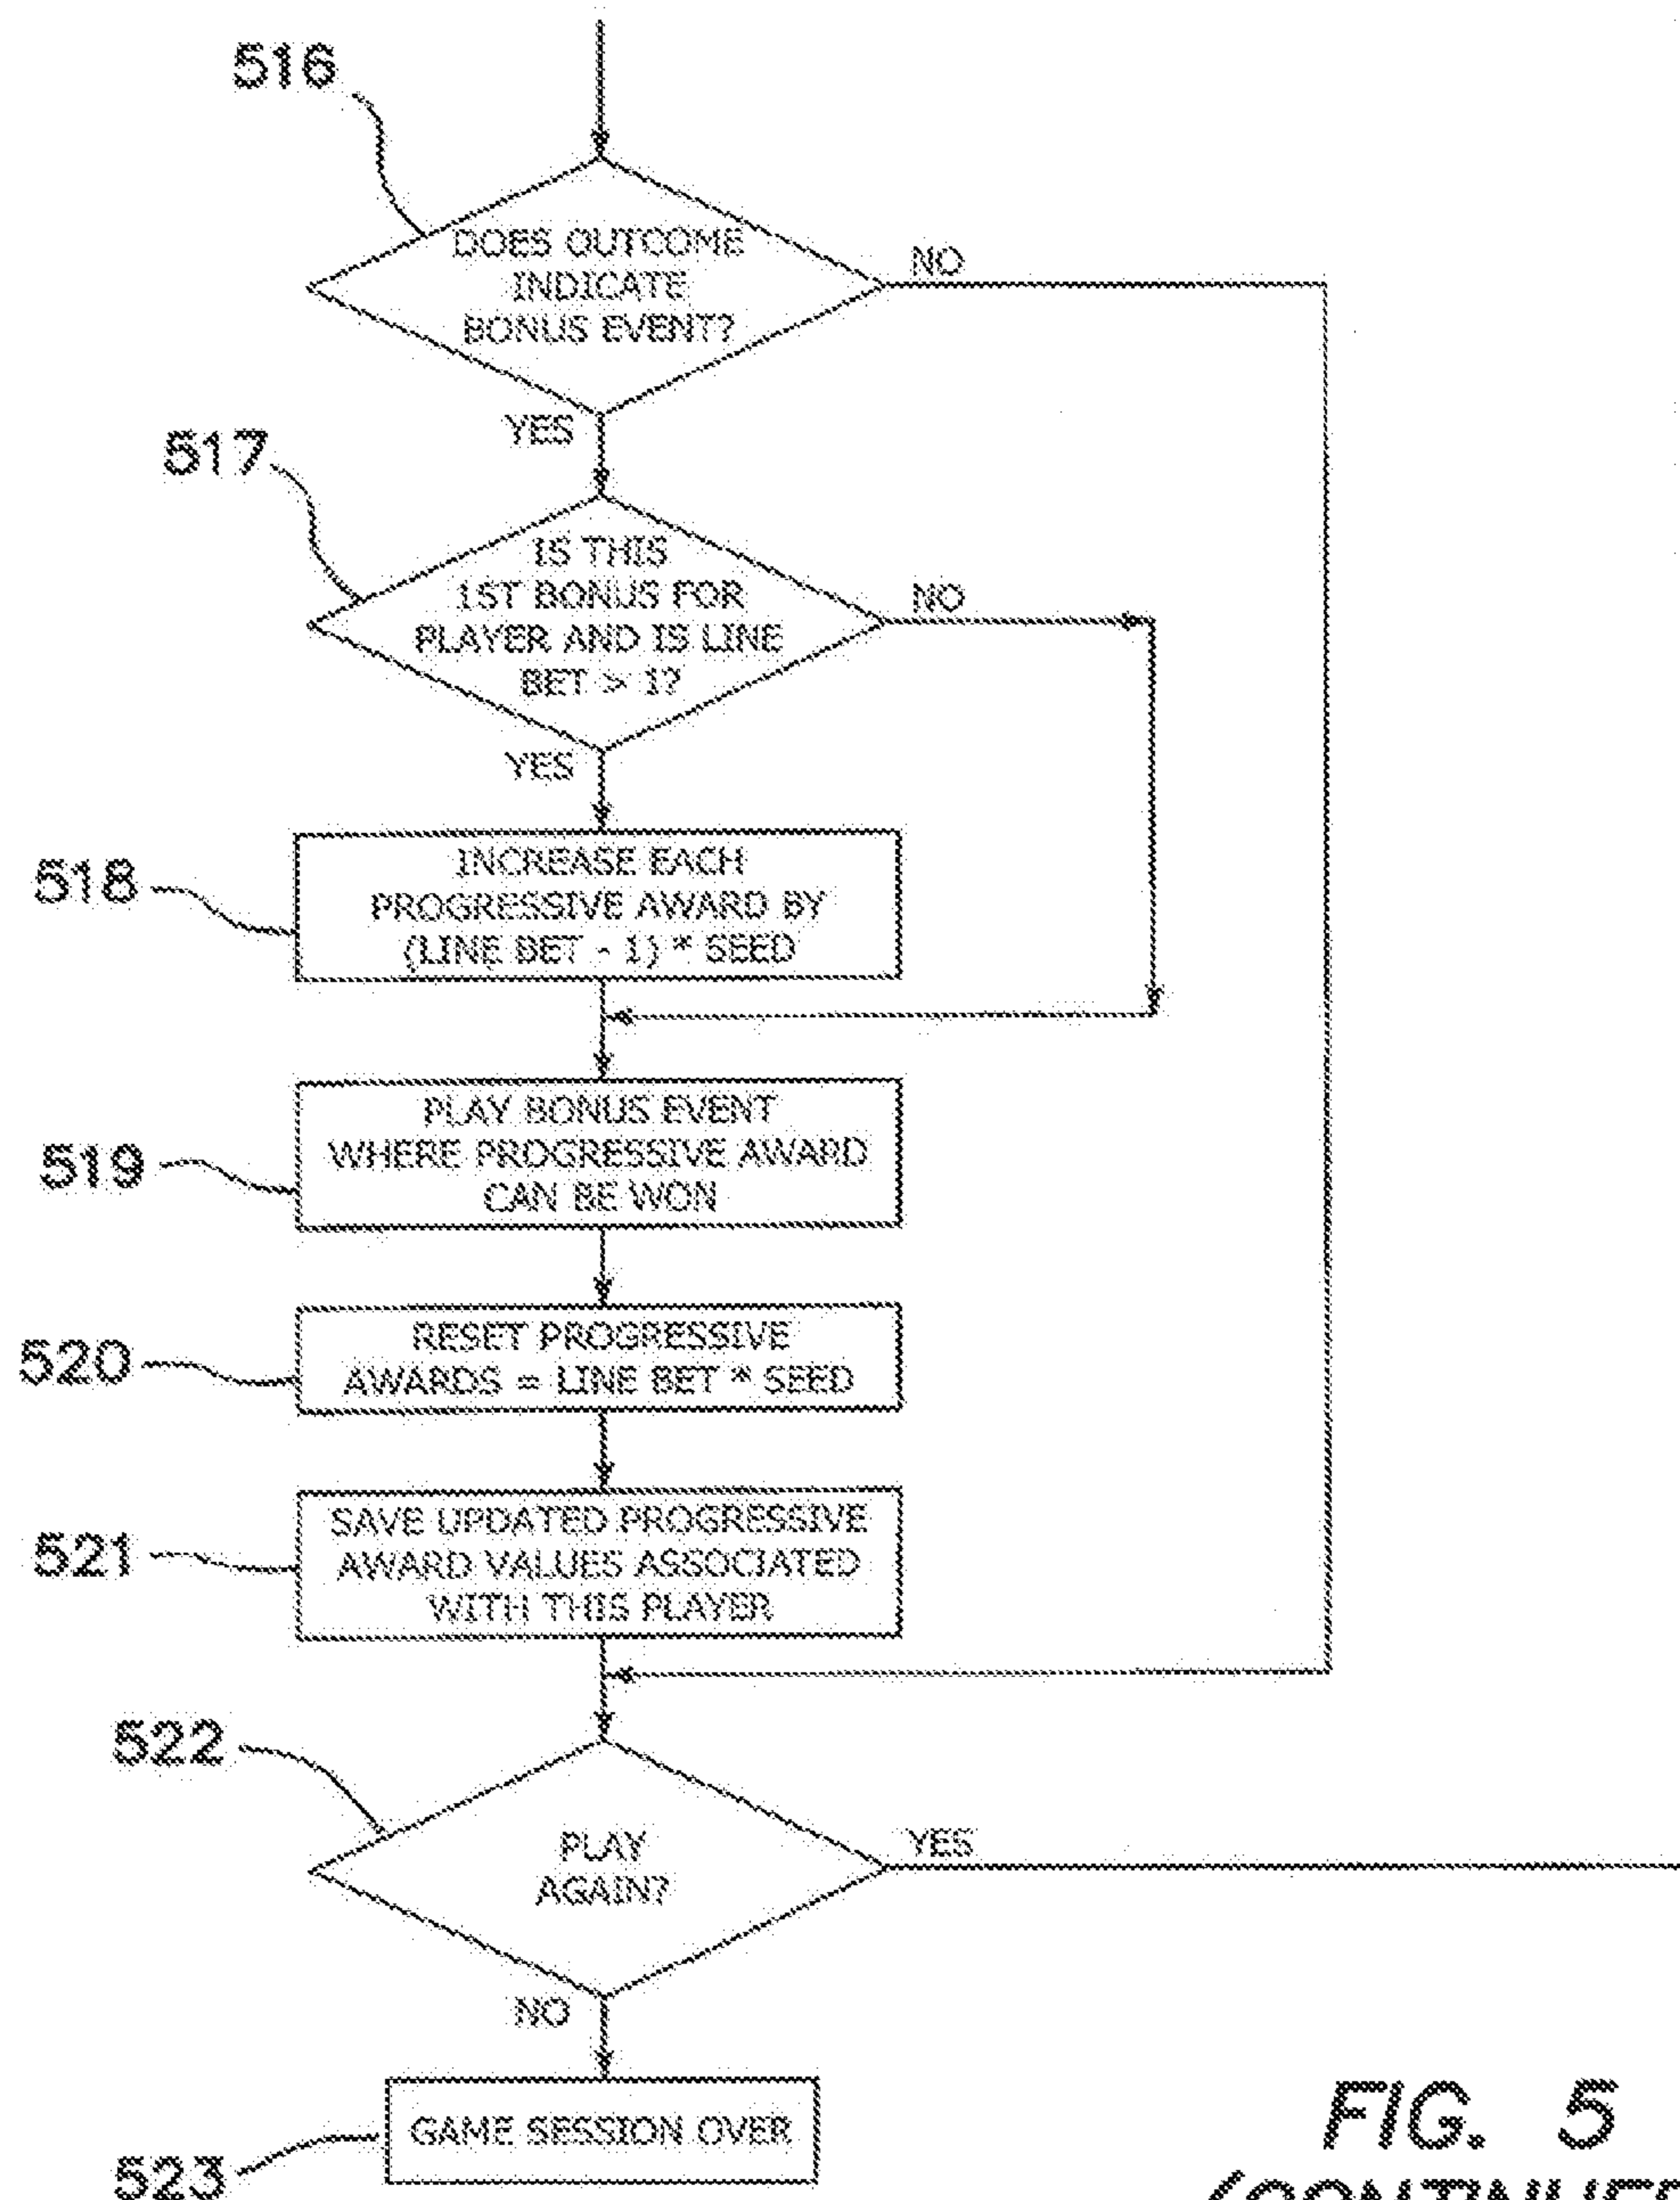 516
DOES OUTCOME
INDICATE
BONUS EVENT?
NO
YES
517
IS THIS
1ST BONUS FOR
PLAYER AND IS LINE
BET > 1?
NO
YES
518
INCREASE EACH
PROGRESSIVE AWARD BY
(LINE BET - 1) * SEED
519
PLAY BONUS EVENT
WHERE PROGRESSIVE AWARD
CAN BE WON
520
RESET PROGRESSIVE
AWARDS = LINE BET * SEED
521
SAVE UPDATED PROGRESSIVE
AWARD VALUES ASSOCIATED
WITH THIS PLAYER
522
PLAY
AGAIN?
YES
NO
523
GAME SESSION OVER
FIG. 5